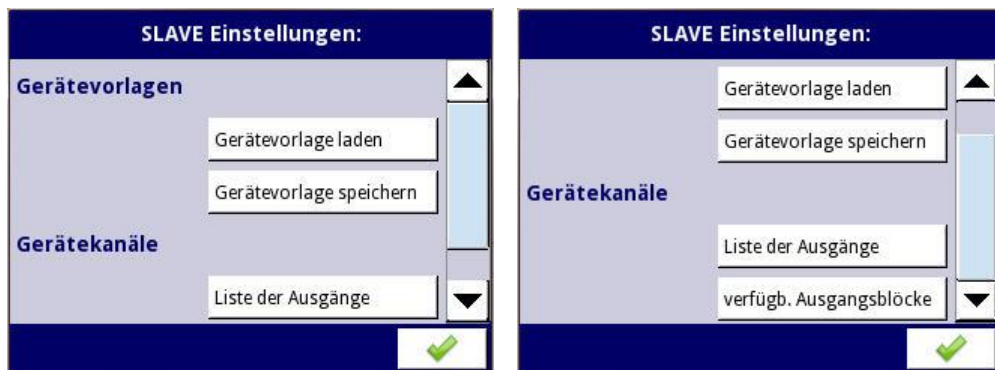 SLAVE Einstellungen:
Gerätevorlagen
Gerätevorlage laden
Gerätevorlage speichern
Gerätekanäle
Liste der Ausgänge
SLAVE Einstellungen:
Gerätevorlage laden
Gerätevorlage speichern
Gerätekanäle
Liste der Ausgänge
verfügb. Ausgangsblöcke